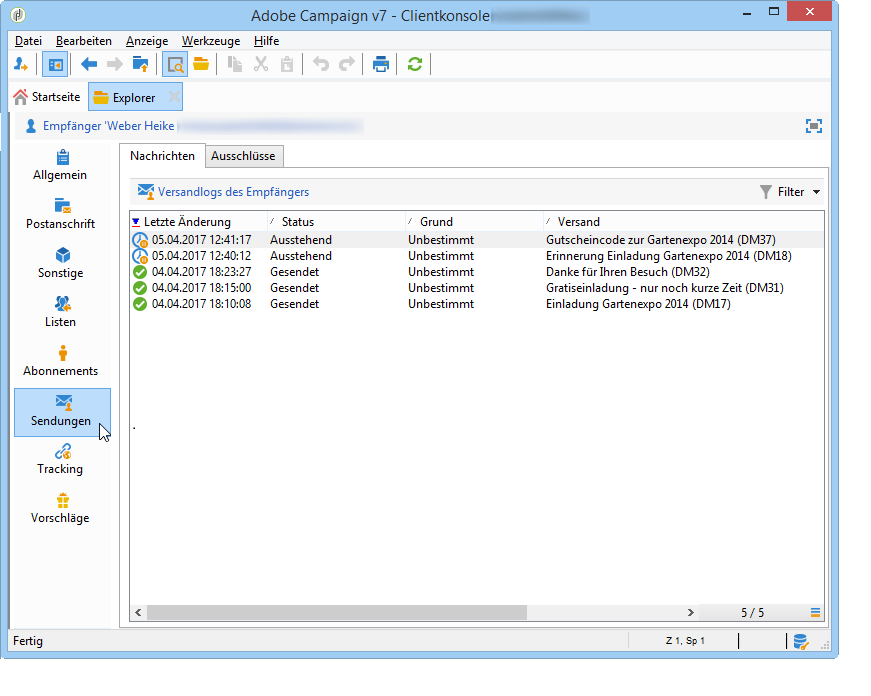 Adobe Campaign v7 - Clientkonsole
Datei Bearbeiten Anzeige Werkzeuge Hilfe
Startseite Explorer
Empfänger 'Weber Heike
Allgemein
Postanschrift
Sonstige
Listen
Abonnements
Sendungen
Tracking
Vorschläge
Nachrichten Ausschlüsse
Versandlogs des Empfängers Filter
Letzte Änderung Status Grund Versand
05.04.2017 12:41:17 Ausstehend Unbestimmt Gutscheincode zur Gartenexpo 2014 (DM37)
05.04.2017 12:40:12 Ausstehend Unbestimmt Erinnerung Einladung Gartenexpo 2014 (DM18)
04.04.2017 18:23:27 Gesendet Unbestimmt Danke für Ihren Besuch (DM32)
04.04.2017 18:15:00 Gesendet Unbestimmt Gratiseinladung - nur noch kurze Zeit (DM31)
04.04.2017 18:10:08 Gesendet Unbestimmt Einladung Gartenexpo 2014 (DM17)
5 / 5
Fertig Z 1, Sp 1